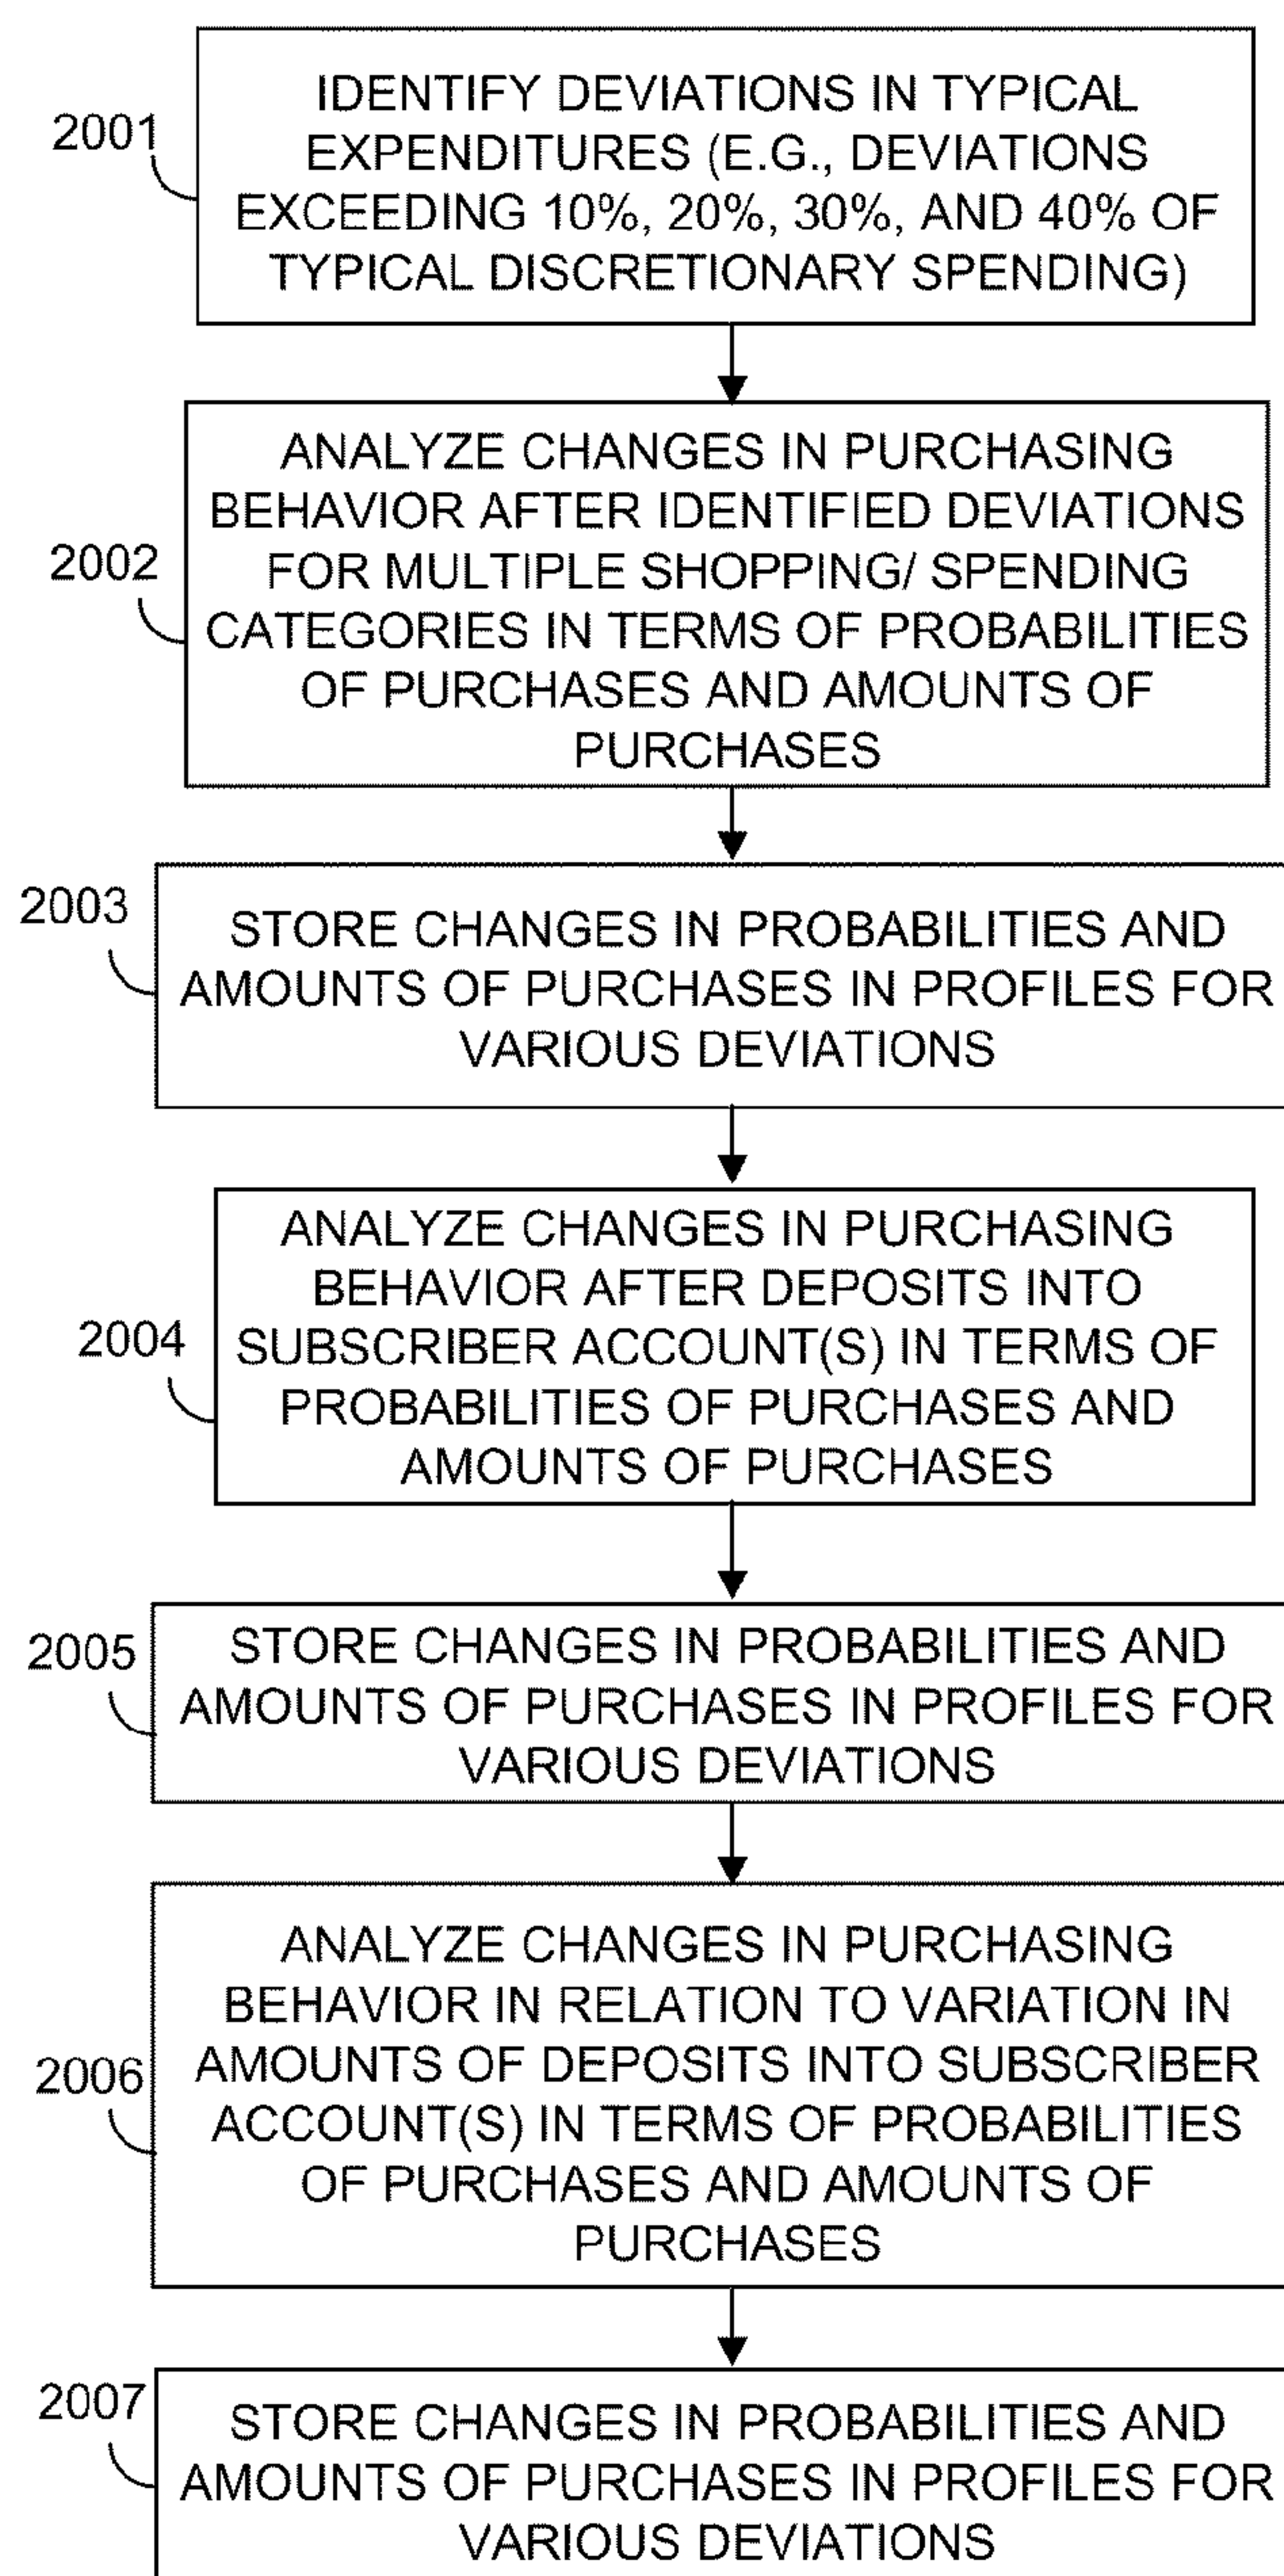 2001
IDENTIFY DEVIATIONS IN TYPICAL
EXPENDITURES (E.G., DEVIATIONS
EXCEEDING 10%, 20%, 30%, AND 40% OF
TYPICAL DISCRETIONARY SPENDING)
2002
ANALYZE CHANGES IN PURCHASING
BEHAVIOR AFTER IDENTIFIED DEVIATIONS
FOR MULTIPLE SHOPPING/ SPENDING
CATEGORIES IN TERMS OF PROBABILITIES
OF PURCHASES AND AMOUNTS OF
PURCHASES
2003
STORE CHANGES IN PROBABILITIES AND
AMOUNTS OF PURCHASES IN PROFILES FOR
VARIOUS DEVIATIONS
2004
ANALYZE CHANGES IN PURCHASING
BEHAVIOR AFTER DEPOSITS INTO
SUBSCRIBER ACCOUNT(S) IN TERMS OF
PROBABILITIES OF PURCHASES AND
AMOUNTS OF PURCHASES
2005
STORE CHANGES IN PROBABILITIES AND
AMOUNTS OF PURCHASES IN PROFILES FOR
VARIOUS DEVIATIONS
2006
ANALYZE CHANGES IN PURCHASING
BEHAVIOR IN RELATION TO VARIATION IN
AMOUNTS OF DEPOSITS INTO SUBSCRIBER
ACCOUNT(S) IN TERMS OF PROBABILITIES
OF PURCHASES AND AMOUNTS OF
PURCHASES
2007
STORE CHANGES IN PROBABILITIES AND
AMOUNTS OF PURCHASES IN PROFILES FOR
VARIOUS DEVIATIONS